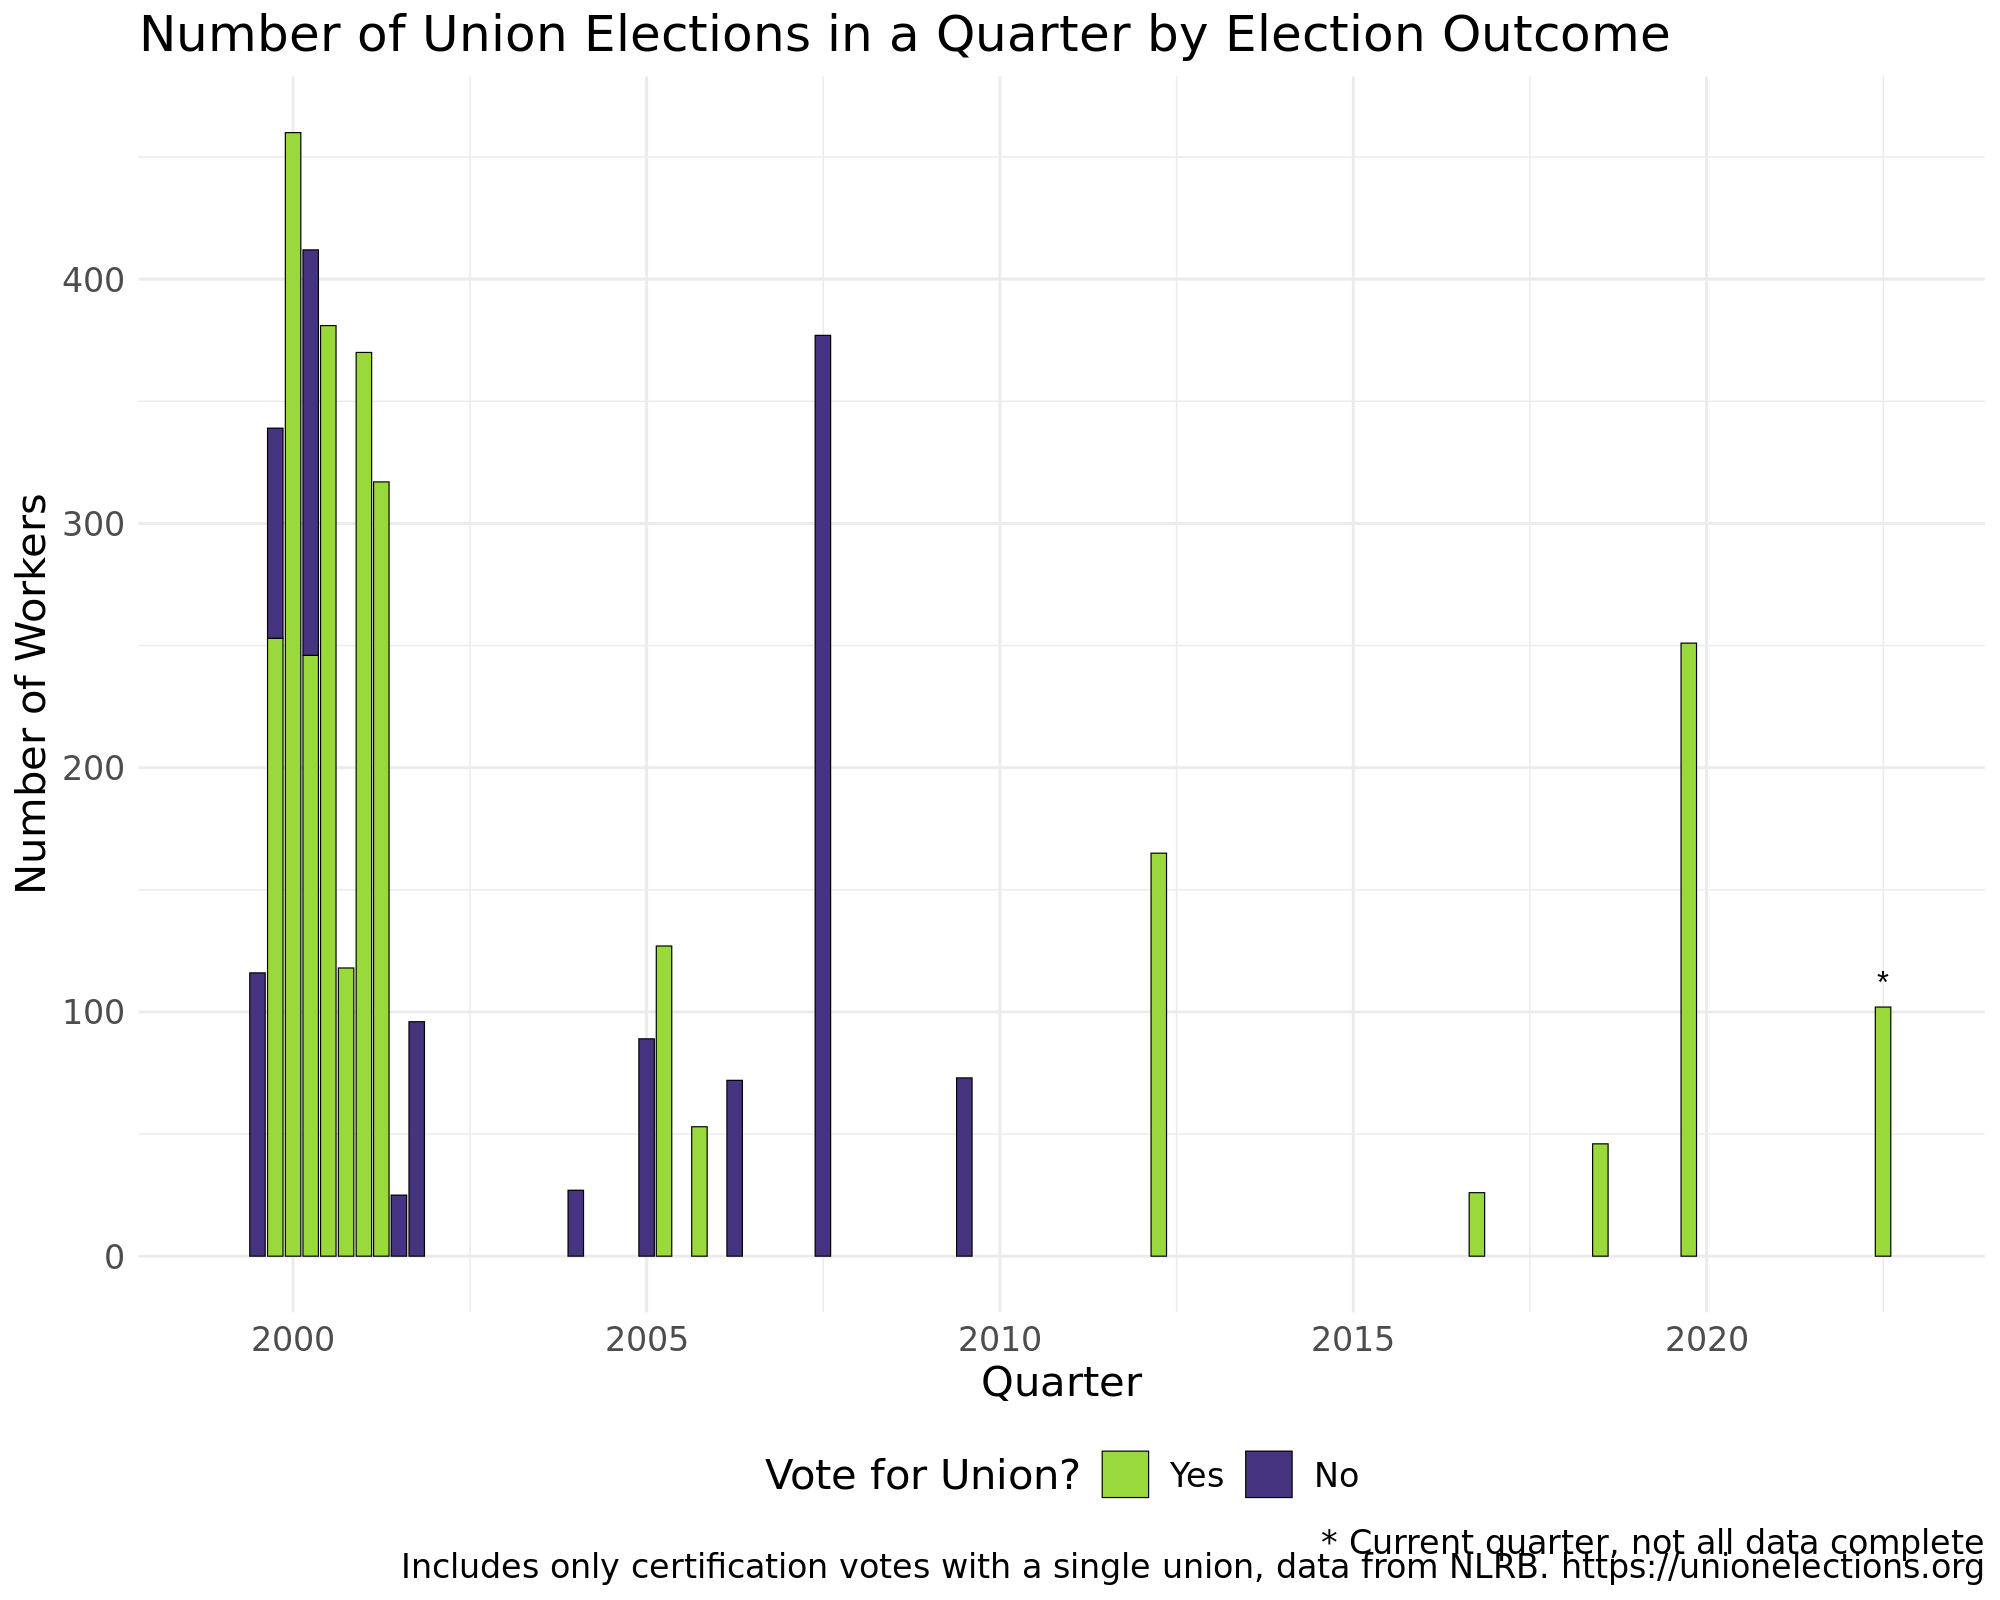 Number of Union Elections in a Quarter by Election Outcome
Number of Workers
400
300
200
100
0
*
2000 2005 2010 2015 2020
Quarter
Vote for Union? Yes No
* Current quarter, not all data complete
Includes only certification votes with a single union, data from NLRB. https://unionelections.org